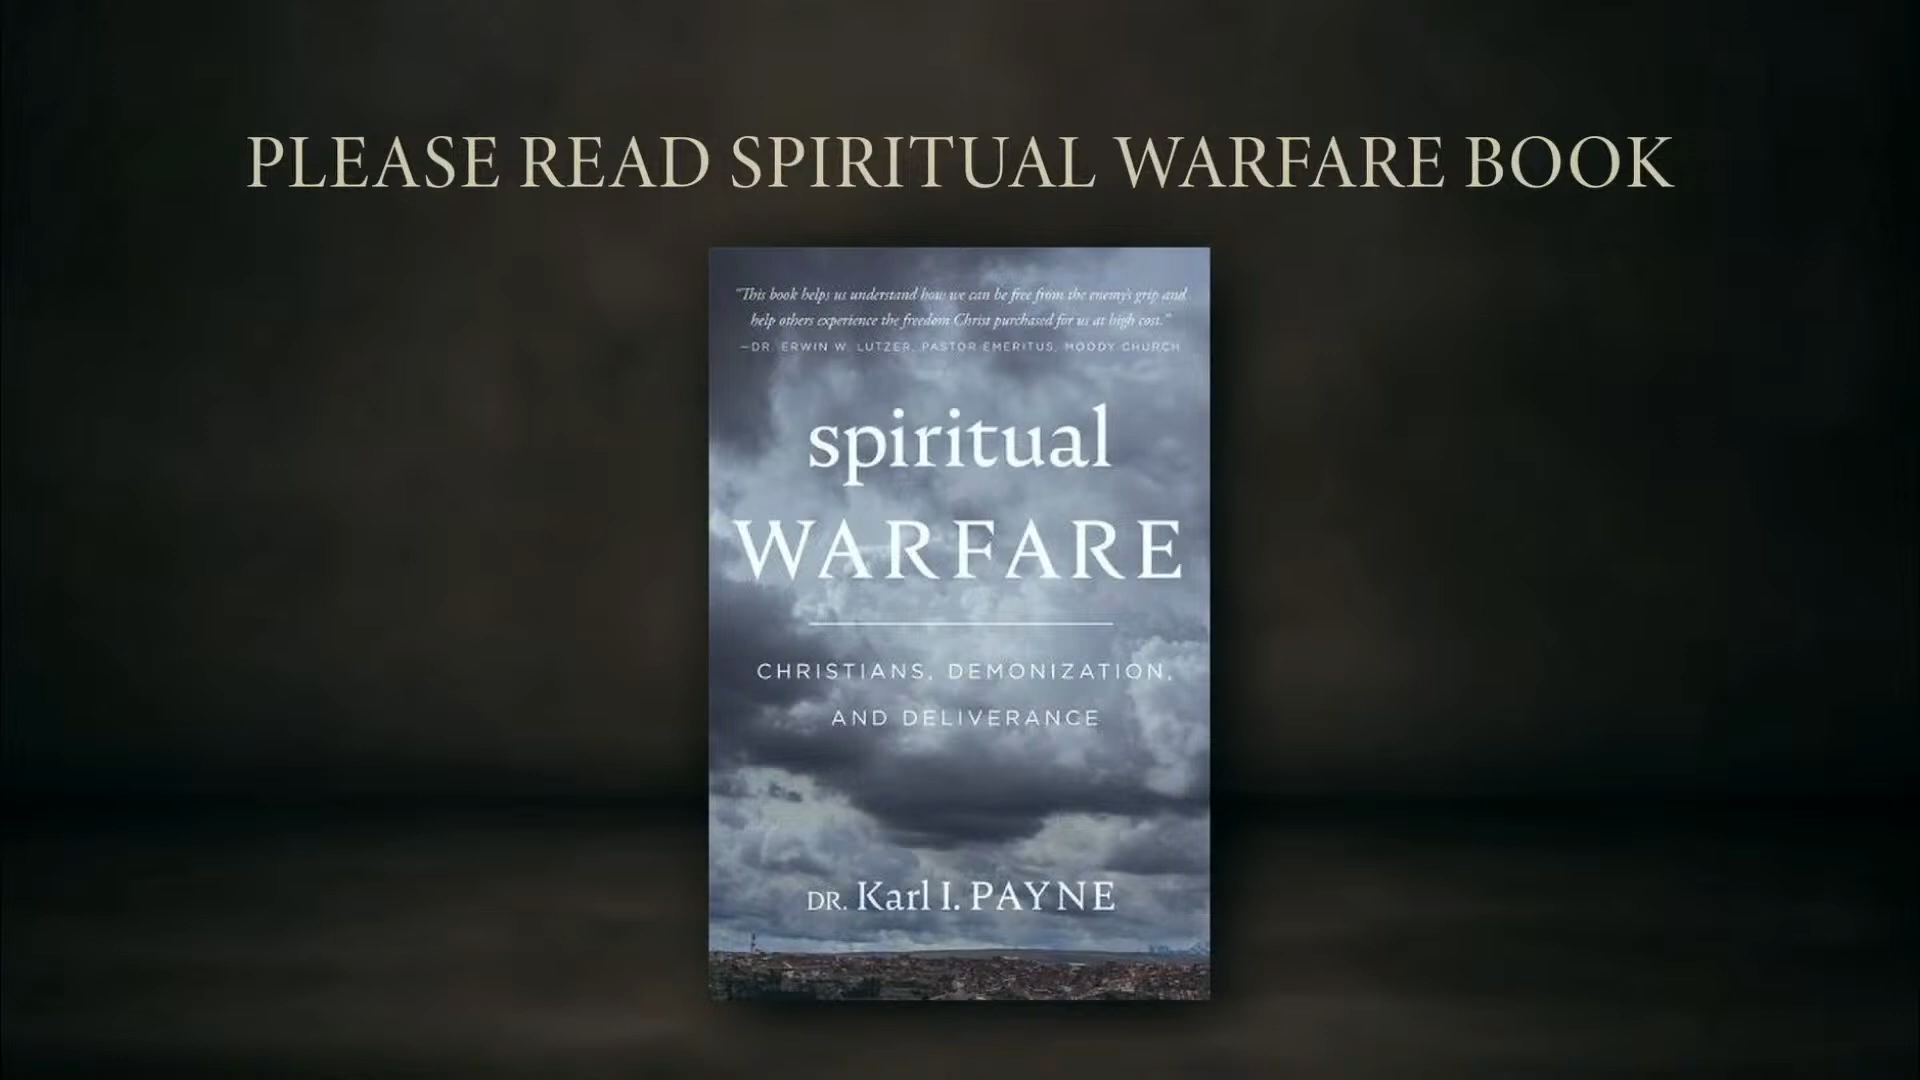 PLEASE READ SPIRITUAL WARFARE BOOK
"This book helps us understand how we can be free from the enemy's grip and
help others experience the freedom Christ purchased for us at high cost."
—DR. ERWIN W. LUTZER, PASTOR EMERITUS, MOODY CHURCH
spiritual
WARFARE
CHRISTIANS, DEMONIZATION,
AND DELIVERANCE
DR. Karl I. PAYNE